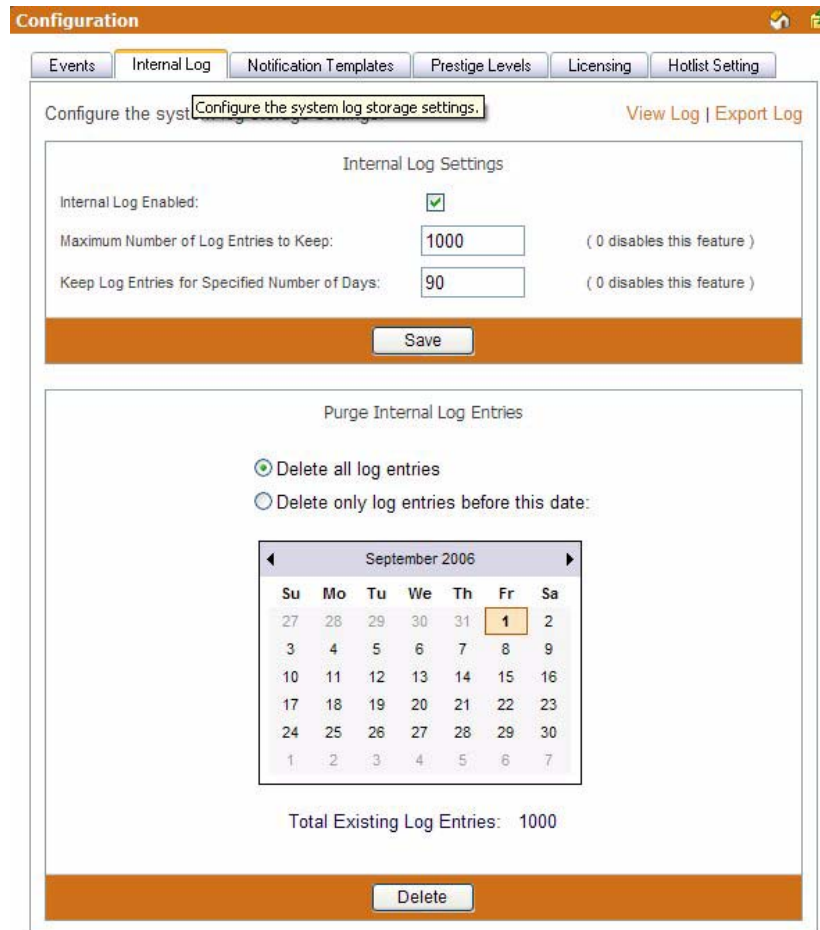 Configuration
Events Internal Log Notification Templates Prestige Levels Licensing Hotlist Setting
Configure the syst
Configure the system log storage settings.
View Log | Export Log
Internal Log Settings
Internal Log Enabled:
Maximum Number of Log Entries to Keep: 1000 ( 0 disables this feature )
Keep Log Entries for Specified Number of Days: 90 ( 0 disables this feature )
Save
Purge Internal Log Entries
Delete all log entries
Delete only log entries before this date:
September 2006
Su Mo Tu We Th Fr Sa
27 28 29 30 31 1 2
3 4 5 6 7 8 9
10 11 12 13 14 15 16
17 18 19 20 21 22 23
24 25 26 27 28 29 30
1 2 3 4 5 6 7
Total Existing Log Entries: 1000
Delete